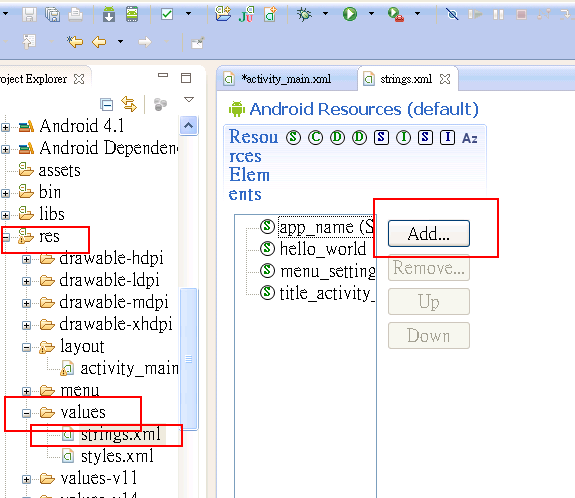 roject Explorer
*activity_main.xml
strings.xml
Android 4.1
Android Dependen
assets
bin
libs
res
drawable-hdpi
drawable-ldpi
drawable-mdpi
drawable-xhdpi
layout
activity_main
menu
values
strings.xml
styles.xml
values-v11
values-v14
Android Resources (default)
Resou
rces
Elem
ents
S C D D S I S I Az
S app_name (S
S hello_world
S menu_setting
S title_activity_
Add...
Remove...
Up
Down